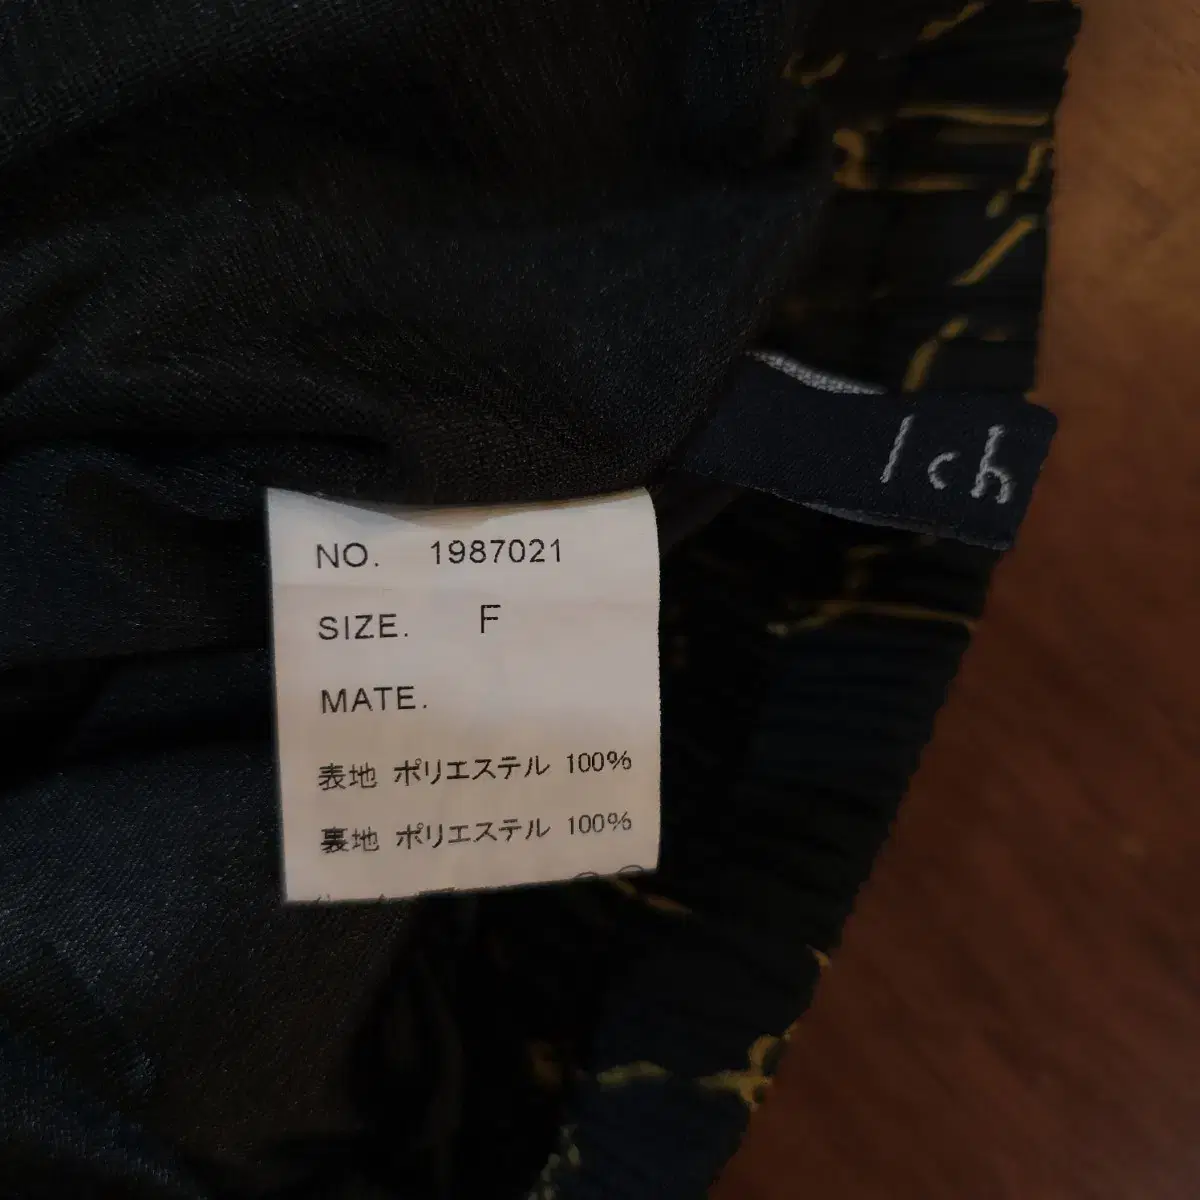 Ich
NO. 1987021
SIZE. F
MATE.
表地 ポリエステル 100%
裏地 ポリエステル 100%